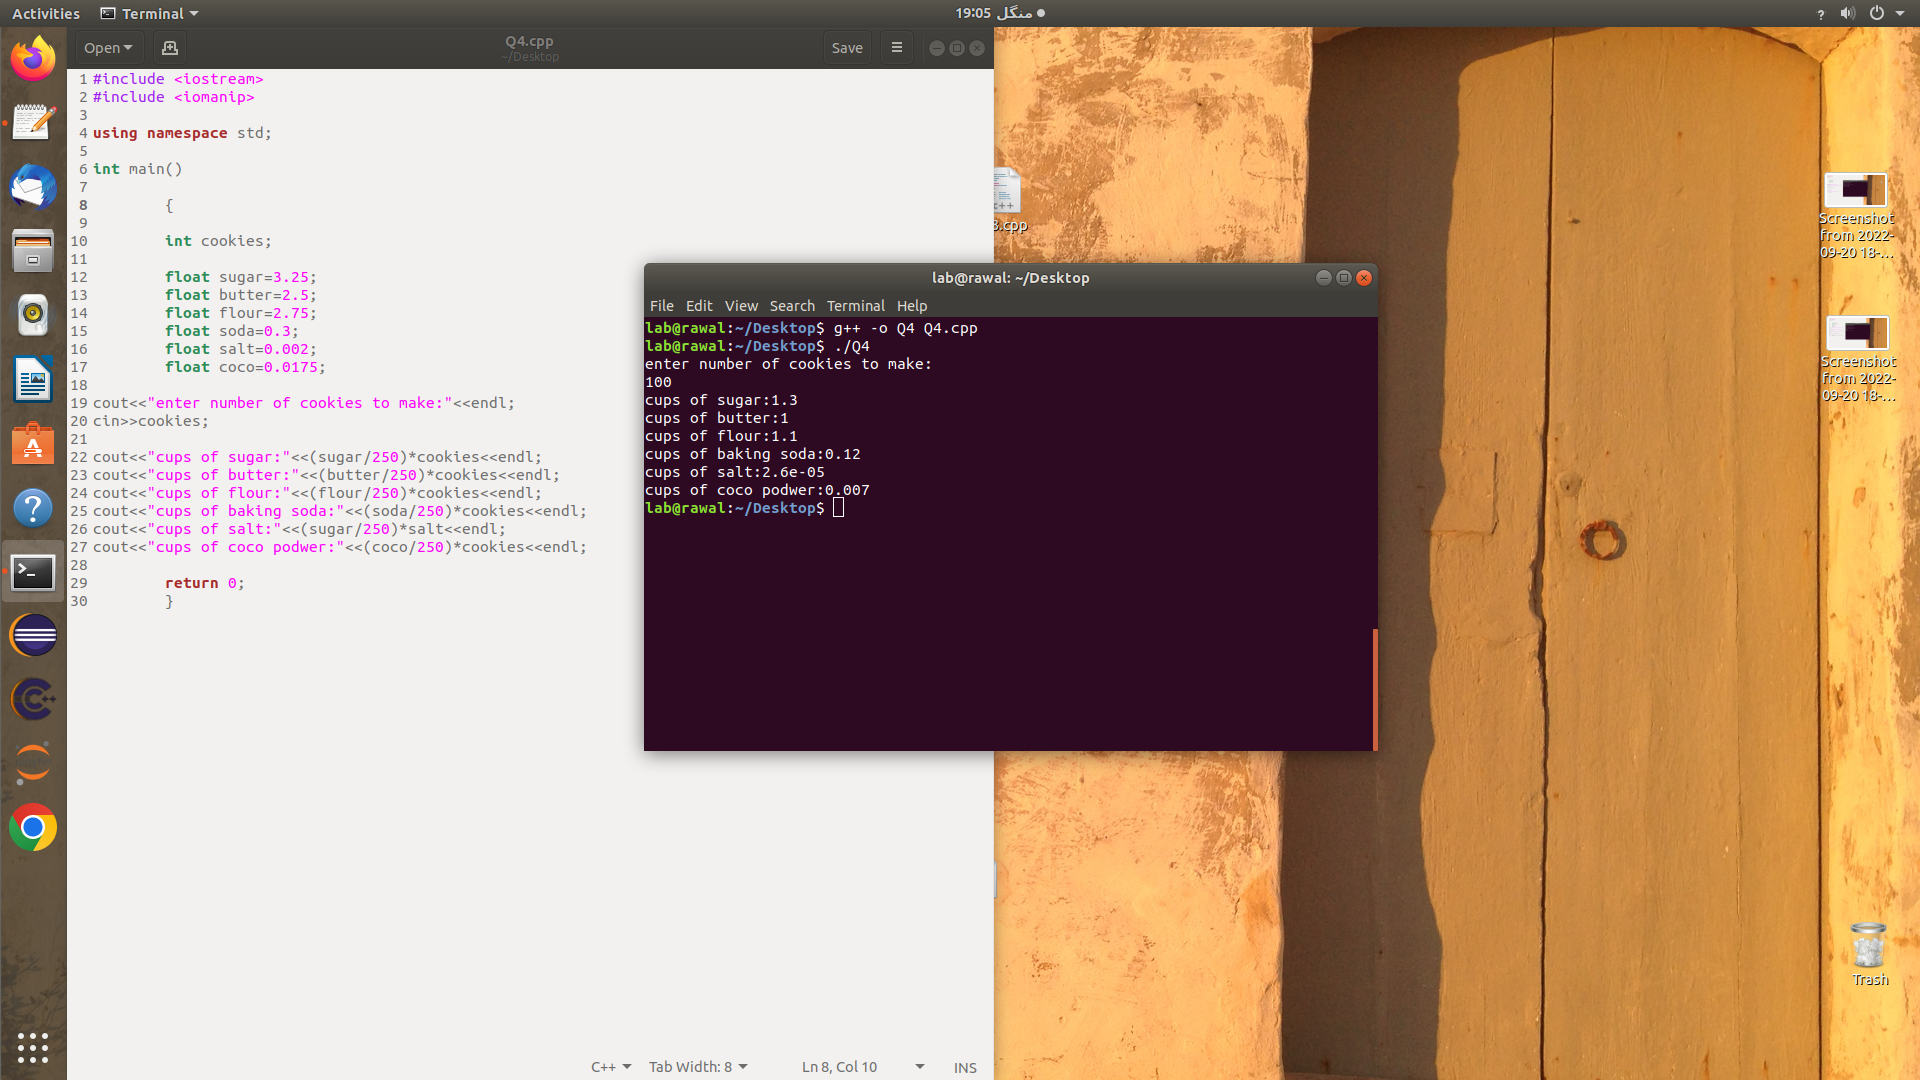 Activities
Terminal
منگل 19:05
?
Open
Q4.cpp
~/Desktop
Save
1 #include <iostream>
2 #include <iomanip>
3
4 using namespace std;
5
6 int main()
7
8 {
9
10 int cookies;
11
12 float sugar=3.25;
13 float butter=2.5;
14 float flour=2.75;
15 float soda=0.3;
16 float salt=0.002;
17 float coco=0.0175;
18
19 cout<<"enter number of cookies to make:"<<endl;
20 cin>>cookies;
21
22 cout<<"cups of sugar:"<<(sugar/250)*cookies<<endl;
23 cout<<"cups of butter:"<<(butter/250)*cookies<<endl;
24 cout<<"cups of flour:"<<(flour/250)*cookies<<endl;
25 cout<<"cups of baking soda:"<<(soda/250)*cookies<<endl;
26 cout<<"cups of salt:"<<(sugar/250)*salt<<endl;
27 cout<<"cups of coco podwer:"<<(coco/250)*cookies<<endl;
28
29 return 0;
30 }
C++
Tab Width: 8
Ln 8, Col 10
INS
lab@rawal: ~/Desktop
File Edit View Search Terminal Help
lab@rawal:~/Desktop$ g++ -o Q4 Q4.cpp
lab@rawal:~/Desktop$ ./Q4
enter number of cookies to make:
100
cups of sugar:1.3
cups of butter:1
cups of flour:1.1
cups of baking soda:0.12
cups of salt:2.6e-05
cups of coco podwer:0.007
lab@rawal:~/Desktop$
C++
3.cpp
Screenshot
from 2022-
09-20 18-...
Screenshot
from 2022-
09-20 18-...
Trash